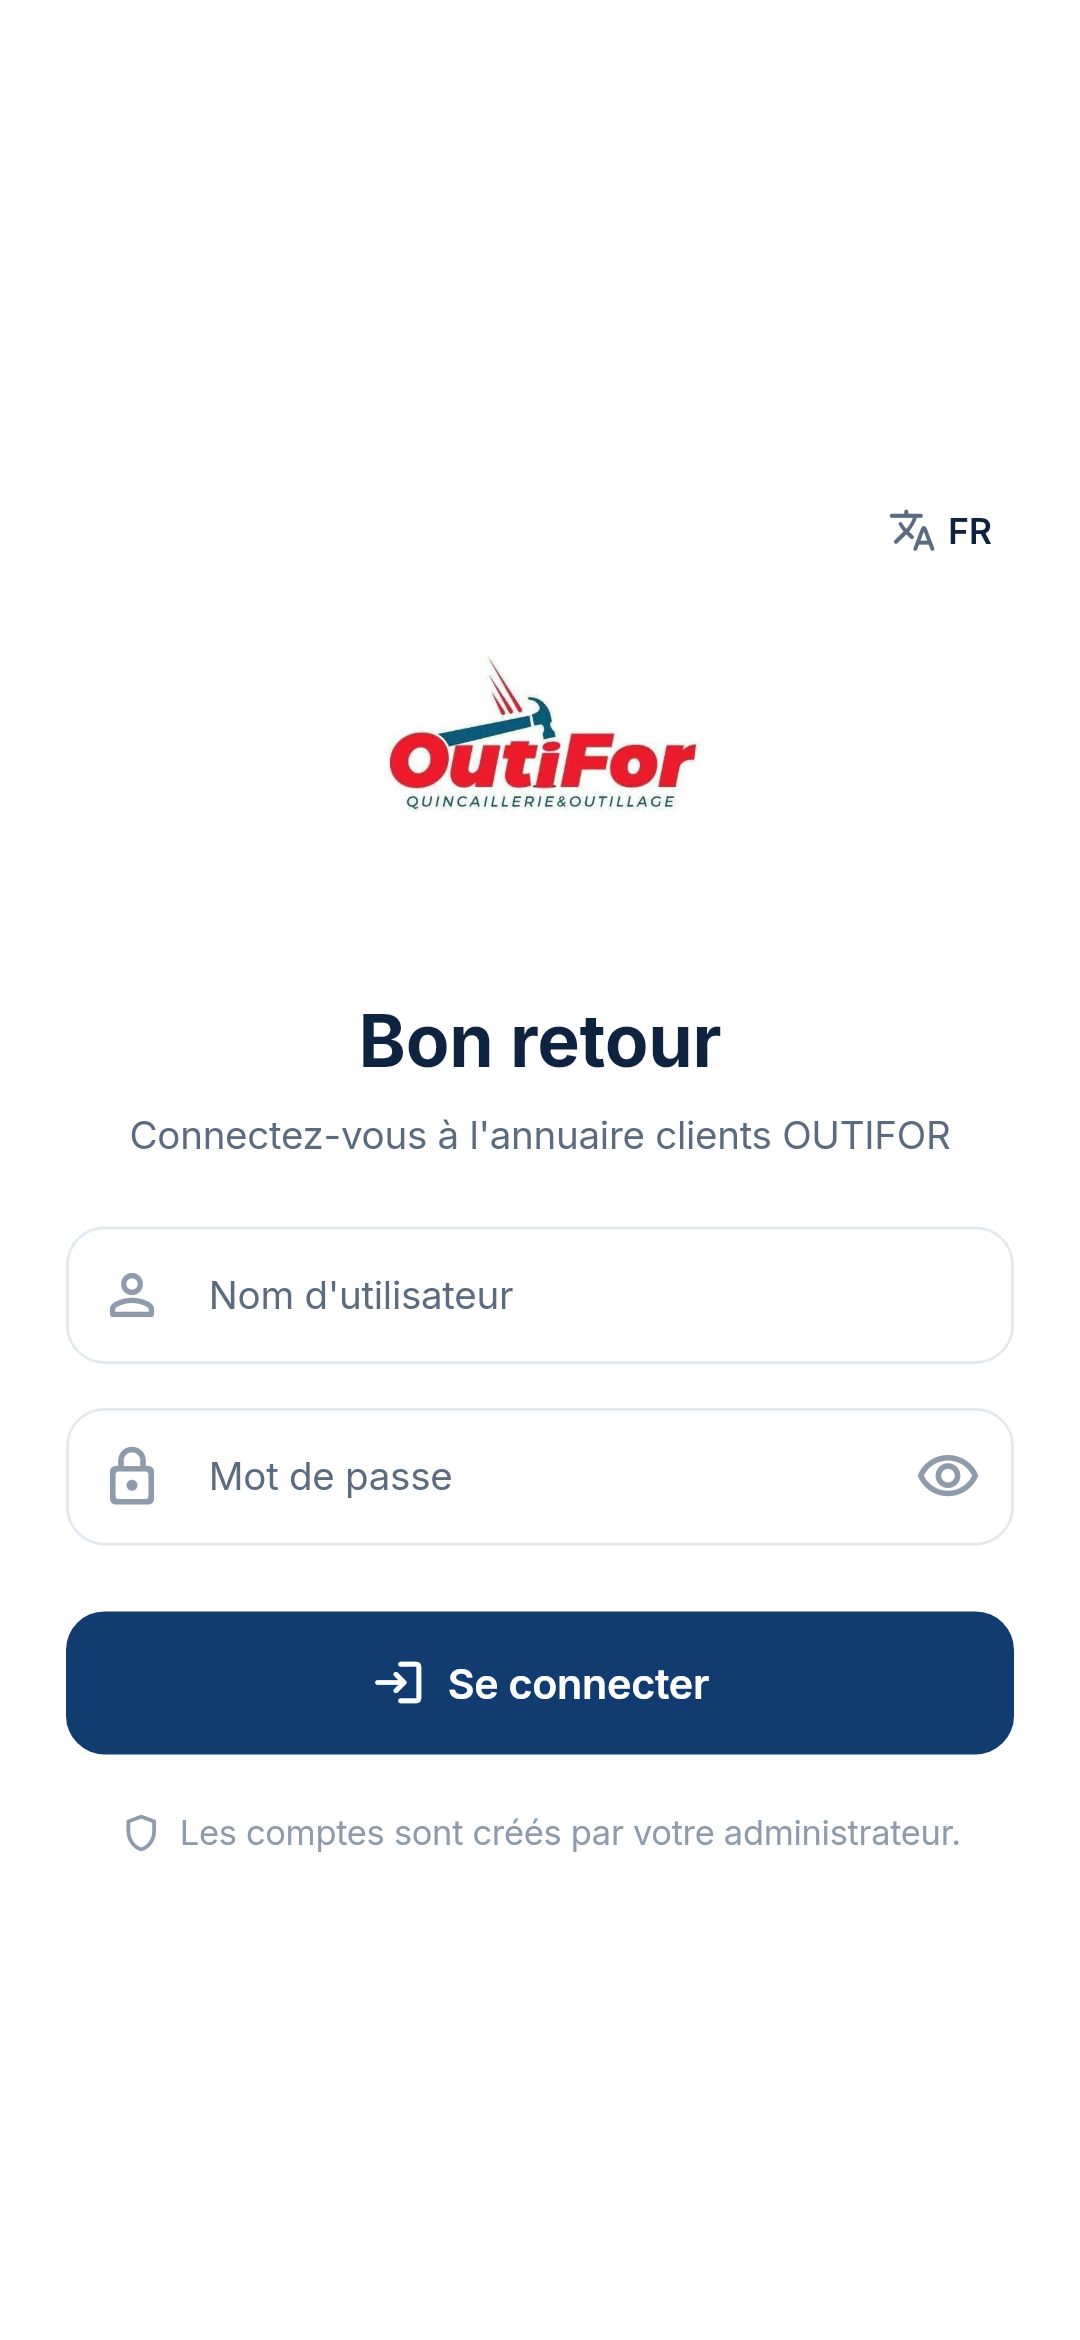 FR
OutiFor
QUINCAILLERIE&OUTILLAGE
Bon retour
Connectez-vous à l'annuaire clients OUTIFOR
Nom d'utilisateur
Mot de passe
Se connecter
Les comptes sont créés par votre administrateur.